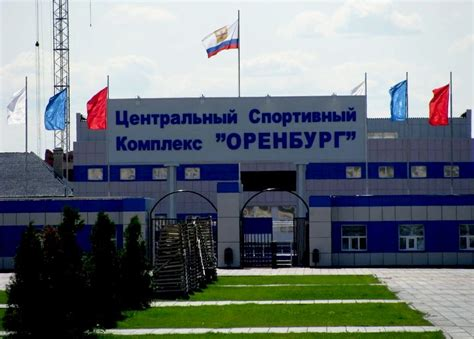 Центральный Спортивный
Комплекс "ОРЕНБУРГ"